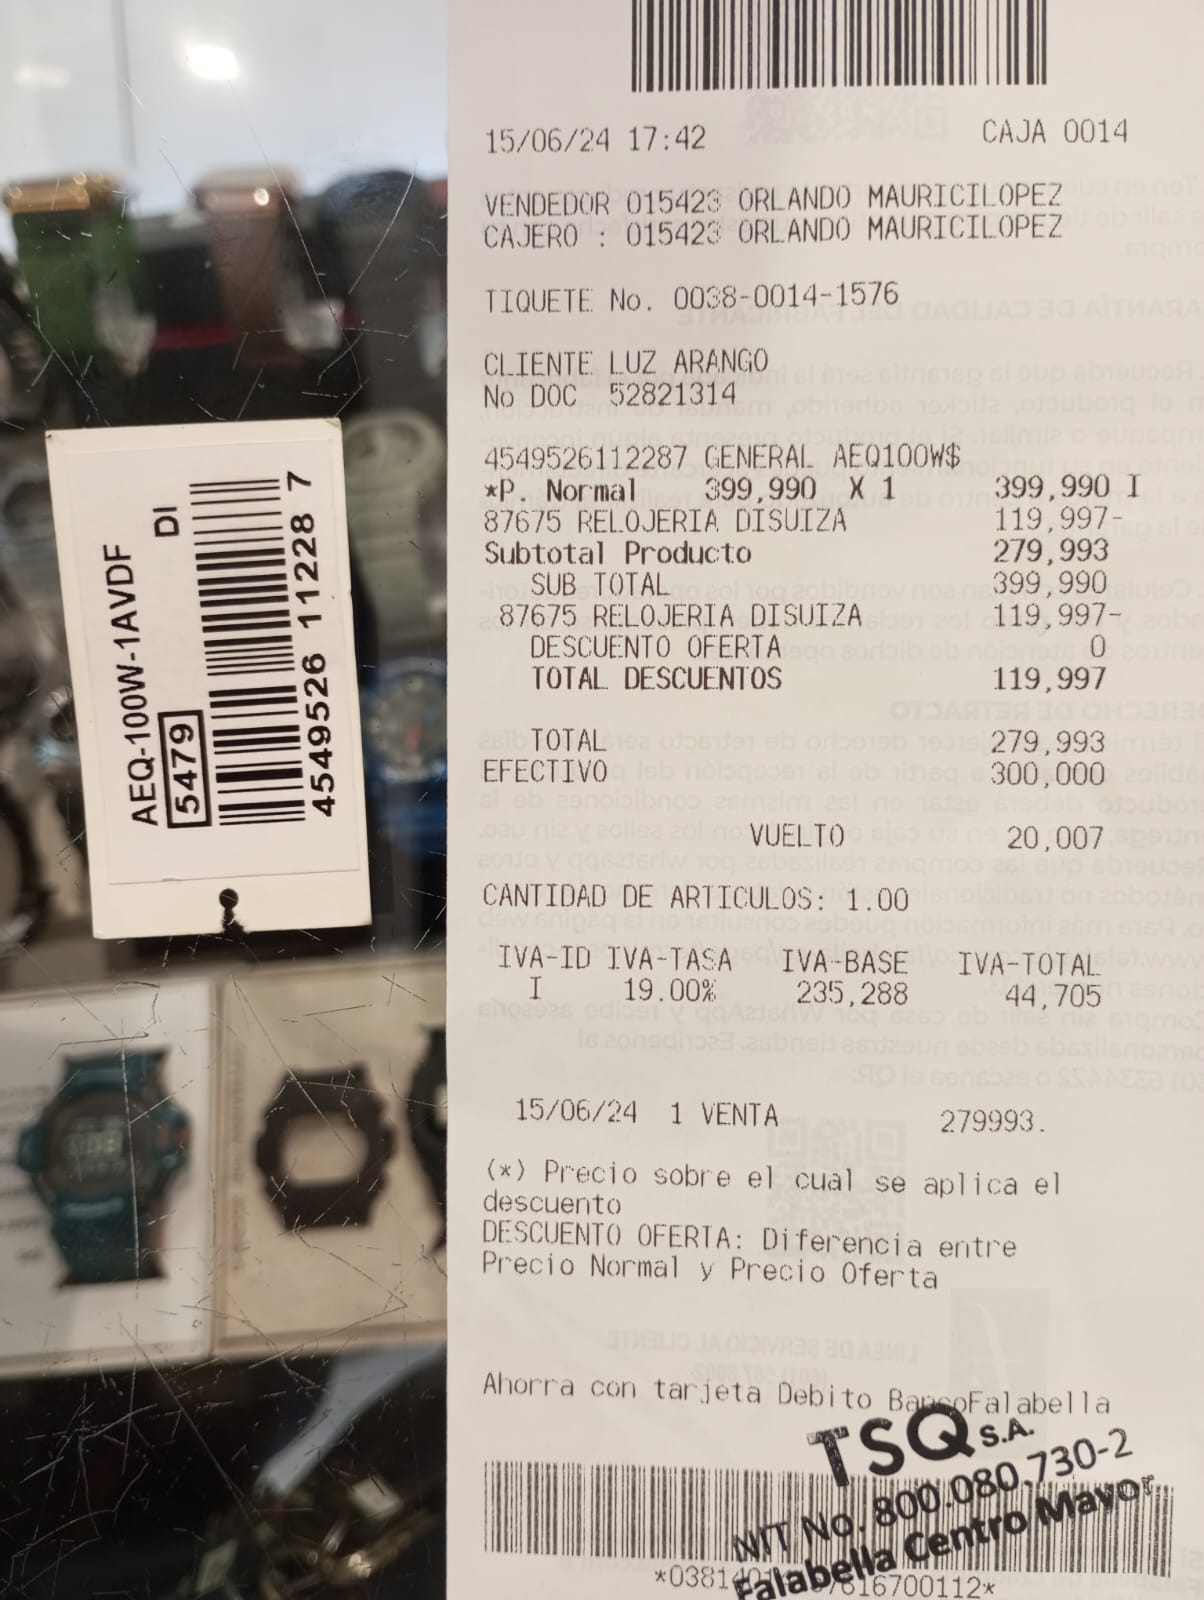 AEQ-100W-1AVDF
5479
DI
4549526 11228 7
15/06/24 17:42 CAJA 0014
VENDEDOR 015423 ORLANDO MAURICILOPEZ
CAJERO : 015423 ORLANDO MAURICILOPEZ
TIQUETE No. 0038-0014-1576
CLIENTE LUZ ARANGO
No DOC 52821314
4549526112287 GENERAL AEQ100W$
*P. Normal 399,990 X 1 399,990 I
87675 RELOJERIA DISUIZA 119,997-
Subtotal Producto 279,993
SUB TOTAL 399,990
87675 RELOJERIA DISUIZA 119,997-
DESCUENTO OFERTA 0
TOTAL DESCUENTOS 119,997
TOTAL 279,993
EFECTIVO 300,000
VUELTO 20,007
CANTIDAD DE ARTICULOS: 1.00
IVA-ID IVA-TASA IVA-BASE IVA-TOTAL
I 19.00% 235,288 44,705
15/06/24 1 VENTA 279993.
(*) Precio sobre el cual se aplica el
descuento
DESCUENTO OFERTA: Diferencia entre
Precio Normal y Precio Oferta
Ahorra con tarjeta Debito BancoFalabella
TSQ S.A.
NIT No. 800.080.730-2
Falabella Centro Mayor